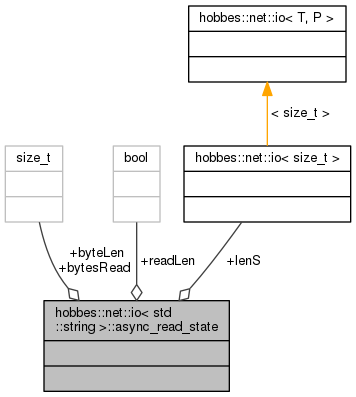 hobbes::net::io< T, P >
< size_t >
size_t
bool
hobbes::net::io< size_t >
+byteLen
+bytesRead
+readLen
+lenS
hobbes::net::io< std
::string >::async_read_state